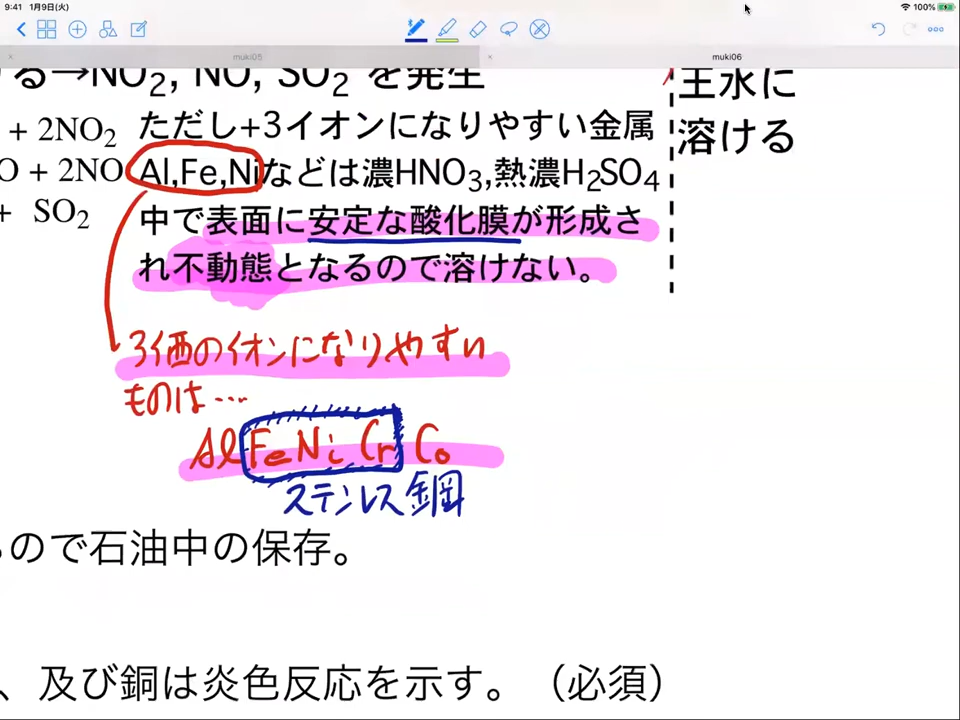 9:41 1月9日(火)
100%
muki05
muki06
る→NO₂, NO, SO₂ を発生
+ 2NO₂
O + 2NO
+ SO₂
ただし+3イオンになりやすい金属
Al,Fe,Niなどは濃HNO₃,熱濃H₂SO₄
中で表面に安定な酸化膜が形成さ
れ不動態となるので溶けない。
王水に
溶ける
3価のイオンになりやすい
ものは…
Al Fe Ni Cr Co
ステンレス鋼
ので石油中の保存。
、及び銅は炎色反応を示す。（必須）